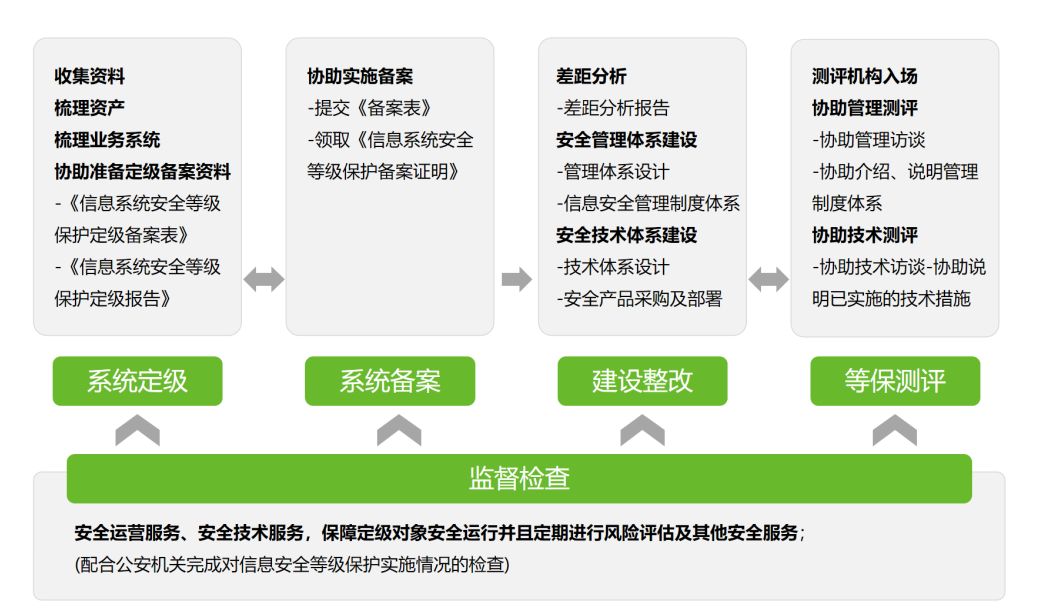 收集资料
梳理资产
梳理业务系统
协助准备定级备案资料
-《信息系统安全等级
保护定级备案表》
-《信息系统安全等级
保护定级报告》
系统定级
协助实施备案
-提交《备案表》
-领取《信息系统安全
等级保护备案证明》
系统备案
差距分析
-差距分析报告
安全管理体系建设
-管理体系设计
-信息安全管理制度体系
安全技术体系建设
-技术体系设计
-安全产品采购及部署
建设整改
测评机构入场
协助管理测评
-协助管理访谈
-协助介绍、说明管理
制度体系
协助技术测评
-协助技术访谈-协助说
明已实施的技术措施
等保测评
监督检查
安全运营服务、安全技术服务，保障定级对象安全运行并且定期进行风险评估及其他安全服务；
(配合公安机关完成对信息安全等级保护实施情况的检查)